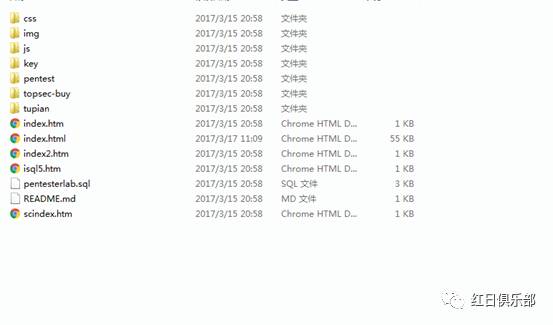 css 2017/3/15 20:58 文件夹
img 2017/3/15 20:58 文件夹
js 2017/3/15 20:58 文件夹
key 2017/3/15 20:58 文件夹
pentest 2017/3/15 20:58 文件夹
topsec-buy 2017/3/15 20:58 文件夹
tupian 2017/3/15 20:58 文件夹
index.htm 2017/3/15 20:58 Chrome HTML D... 1 KB
index.html 2017/3/17 11:09 Chrome HTML D... 55 KB
index2.htm 2017/3/15 20:58 Chrome HTML D... 1 KB
isql5.htm 2017/3/15 20:58 Chrome HTML D... 1 KB
pentesterlab.sql 2017/3/15 20:58 SQL 文件 3 KB
README.md 2017/3/15 20:58 MD 文件 1 KB
scindex.htm 2017/3/15 20:58 Chrome HTML D... 1 KB
红日俱乐部